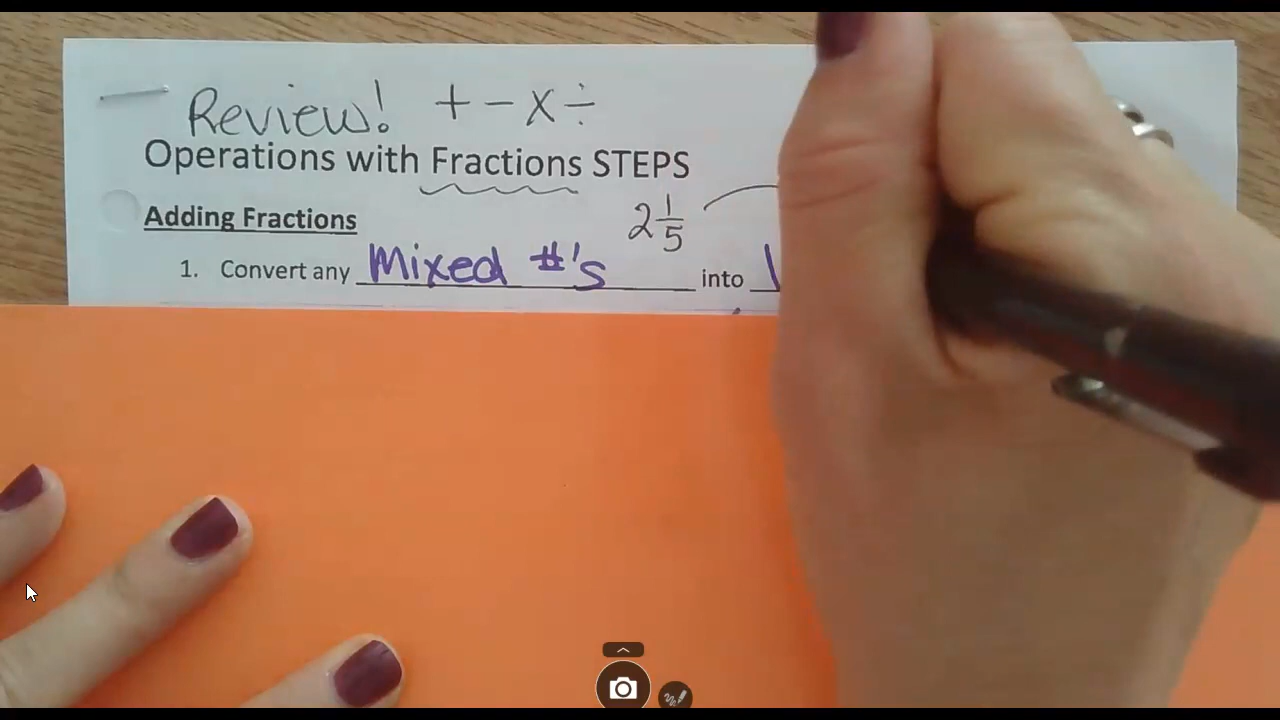 Review! + - x ÷
Operations with Fractions STEPS
Adding Fractions
2 1/5
1. Convert any Mixed #'s into